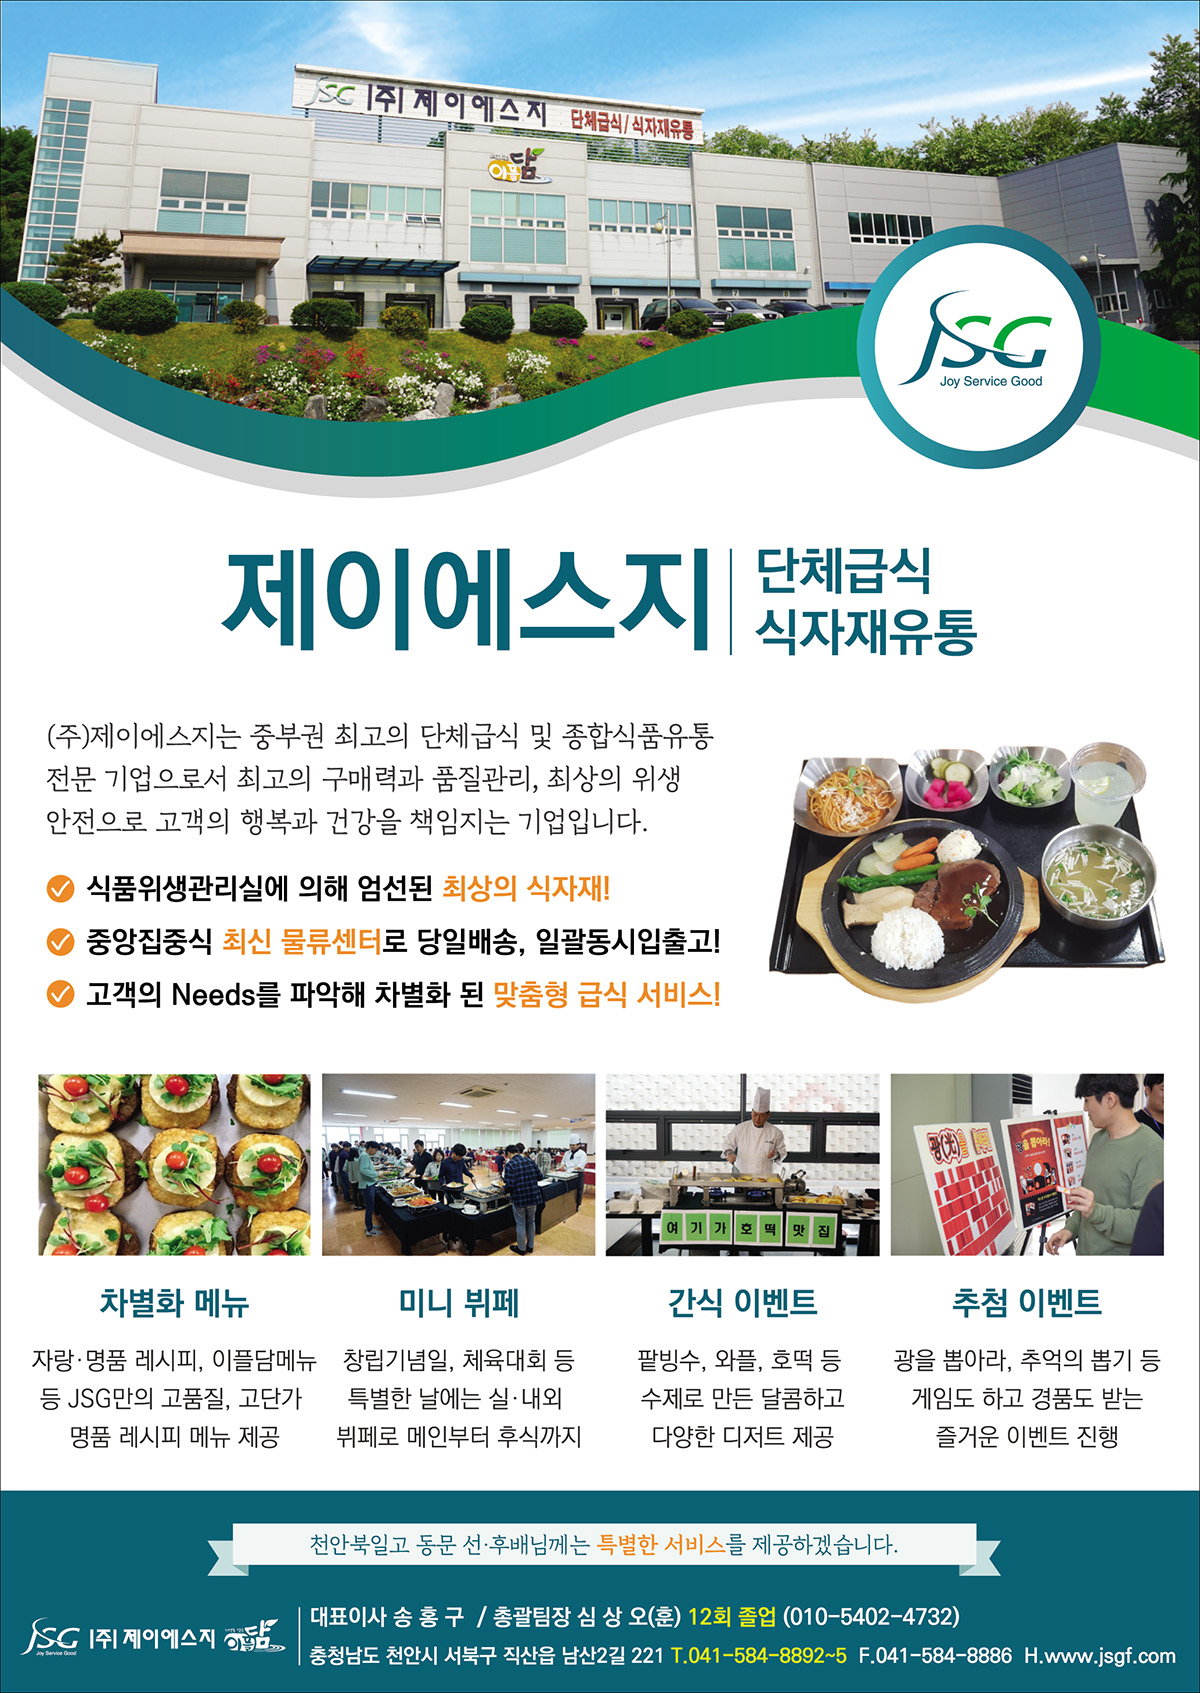 JSG (주)제이에스지 단체급식/식자재유통
이플담
JSG
Joy Service Good
제이에스지
단체급식
식자재유통
(주)제이에스지는 중부권 최고의 단체급식 및 종합식품유통
전문 기업으로서 최고의 구매력과 품질관리, 최상의 위생
안전으로 고객의 행복과 건강을 책임지는 기업입니다.
식품위생관리실에 의해 엄선된 최상의 식자재!
중앙집중식 최신 물류센터로 당일배송, 일괄동시입출고!
고객의 Needs를 파악해 차별화 된 맞춤형 급식 서비스!
여기가호떡맛집
광(光)을
을 뽑아라!
차별화 메뉴
자랑·명품 레시피, 이플담메뉴
등 JSG만의 고품질, 고단가
명품 레시피 메뉴 제공
미니 뷔페
창립기념일, 체육대회 등
특별한 날에는 실·내외
뷔페로 메인부터 후식까지
간식 이벤트
팥빙수, 와플, 호떡 등
수제로 만든 달콤하고
다양한 디저트 제공
추첨 이벤트
광을 뽑아라, 추억의 뽑기 등
게임도 하고 경품도 받는
즐거운 이벤트 진행
천안북일고 동문 선·후배님께는 특별한 서비스를 제공하겠습니다.
JSG Joy Service Good (주)제이에스지 이플담
대표이사 송 홍 구 / 총괄팀장 심 상 오(훈) 12회 졸업 (010-5402-4732)
충청남도 천안시 서북구 직산읍 남산2길 221 T.041-584-8892~5 F.041-584-8886 H.www.jsgf.com